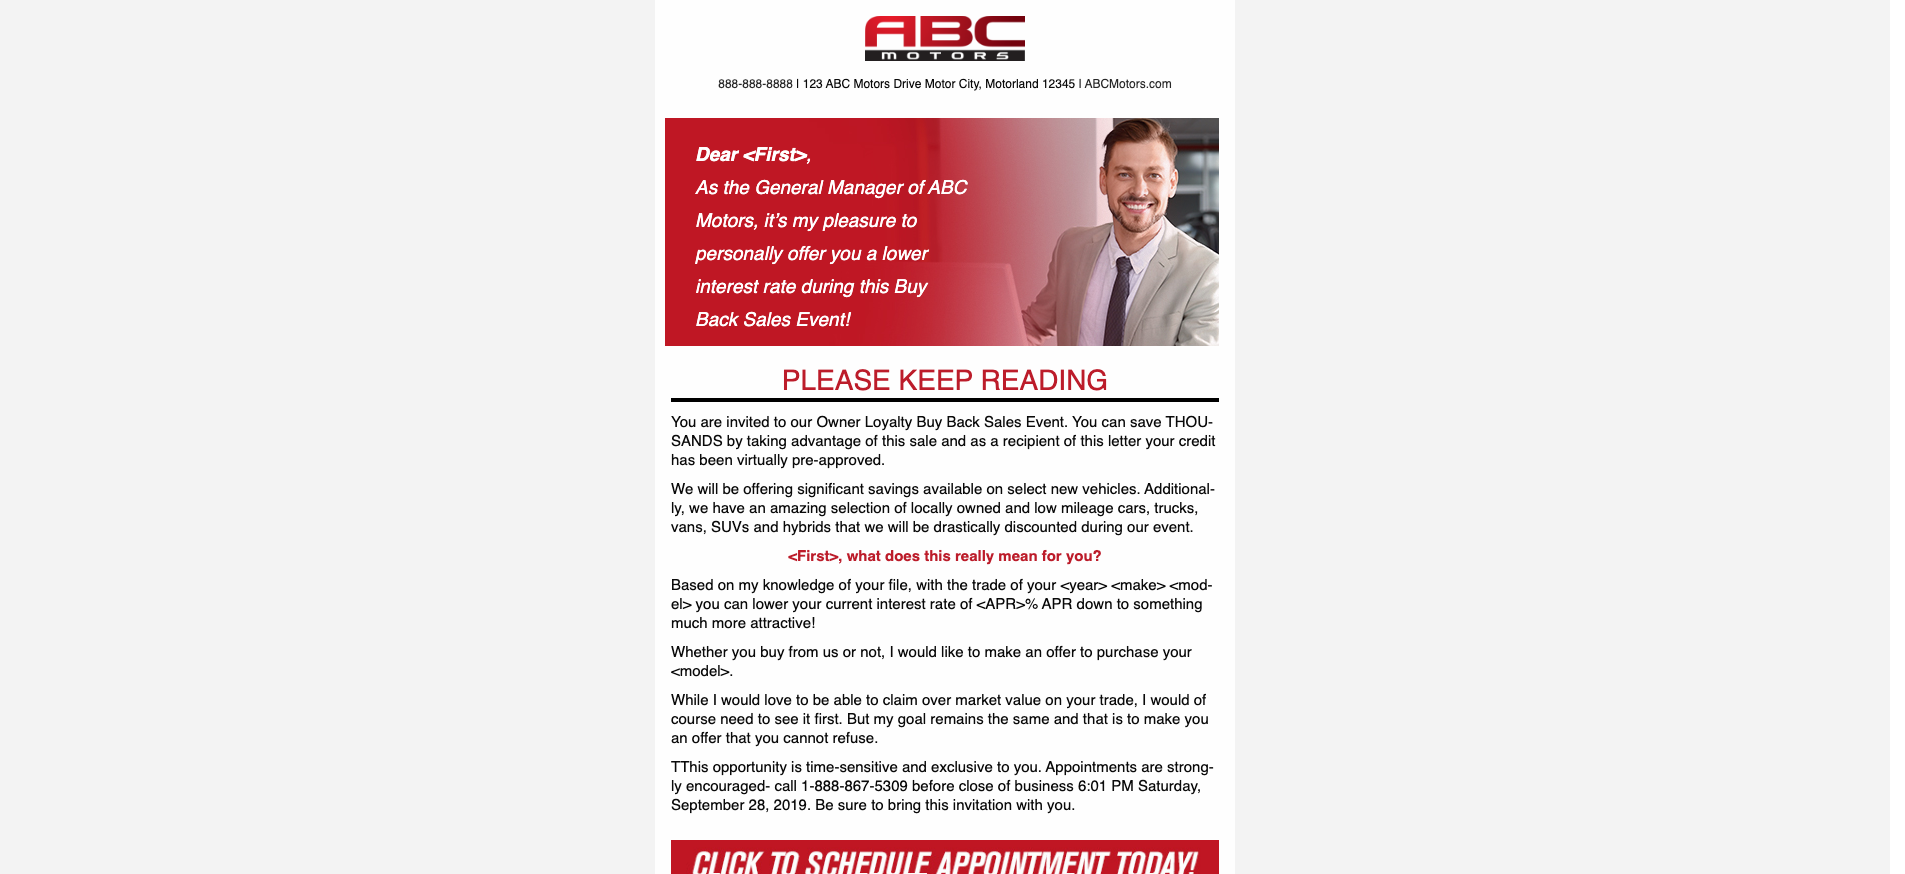 ABC
MOTORS
888-888-8888 | 123 ABC Motors Drive Motor City, Motorland 12345 | ABCMotors.com
Dear <First>,
As the General Manager of ABC
Motors, it's my pleasure to
personally offer you a lower
interest rate during this Buy
Back Sales Event!
PLEASE KEEP READING
You are invited to our Owner Loyalty Buy Back Sales Event. You can save THOU-
SANDS by taking advantage of this sale and as a recipient of this letter your credit
has been virtually pre-approved.
We will be offering significant savings available on select new vehicles. Additional-
ly, we have an amazing selection of locally owned and low mileage cars, trucks,
vans, SUVs and hybrids that we will be drastically discounted during our event.
<First>, what does this really mean for you?
Based on my knowledge of your file, with the trade of your <year> <make> <mod-
el> you can lower your current interest rate of <APR>% APR down to something
much more attractive!
Whether you buy from us or not, I would like to make an offer to purchase your
<model>.
While I would love to be able to claim over market value on your trade, I would of
course need to see it first. But my goal remains the same and that is to make you
an offer that you cannot refuse.
TThis opportunity is time-sensitive and exclusive to you. Appointments are strong-
ly encouraged- call 1-888-867-5309 before close of business 6:01 PM Saturday,
September 28, 2019. Be sure to bring this invitation with you.
CLICK TO SCHEDULE APPOINTMENT TODAY!